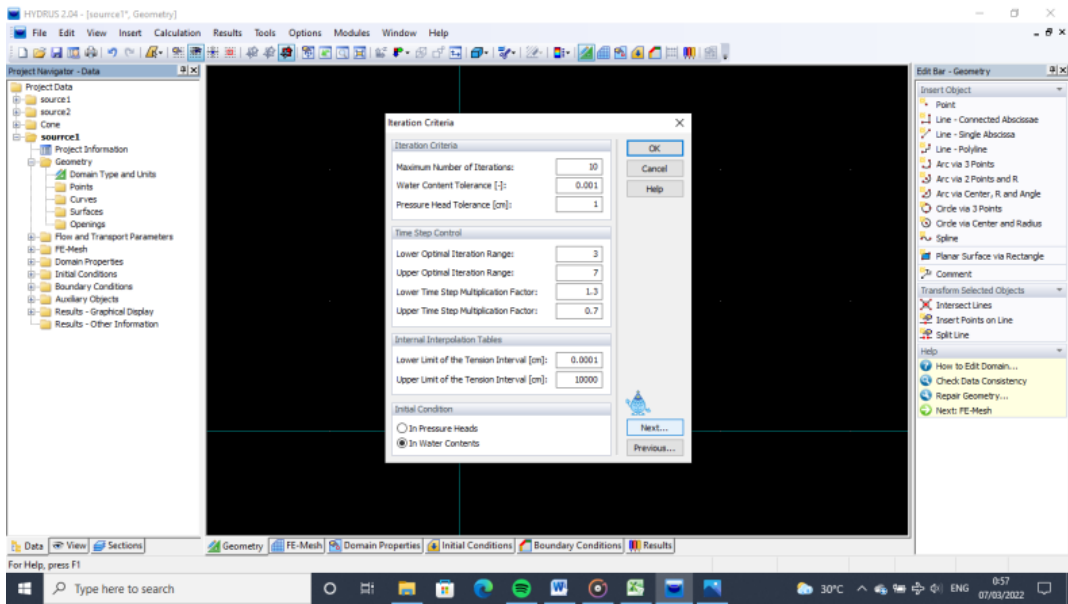 HYDRUS 2.04 - [sourrce1*, Geometry]
File Edit View Insert Calculation Results Tools Options Modules Window Help
Project Navigator - Data
Project Data
source1
source2
Cone
sourrce1
Project Information
Geometry
Domain Type and Units
Points
Curves
Surfaces
Openings
Flow and Transport Parameters
FE-Mesh
Domain Properties
Initial Conditions
Boundary Conditions
Auxiliary Objects
Results - Graphical Display
Results - Other Information
Iteration Criteria
Iteration Criteria
Maximum Number of Iterations: 10
Water Content Tolerance [-]: 0.001
Pressure Head Tolerance [cm]: 1
Time Step Control
Lower Optimal Iteration Range: 3
Upper Optimal Iteration Range: 7
Lower Time Step Multiplication Factor: 1.3
Upper Time Step Multiplication Factor: 0.7
Internal Interpolation Tables
Lower Limit of the Tension Interval [cm]: 0.0001
Upper Limit of the Tension Interval [cm]: 10000
Initial Condition
In Pressure Heads
In Water Contents
OK
Cancel
Help
Next...
Previous...
Edit Bar - Geometry
Insert Object
Point
Line - Connected Abscissae
Line - Single Abscissa
Line - Polyline
Arc via 3 Points
Arc via 2 Points and R
Arc via Center, R and Angle
Circle via 3 Points
Circle via Center and Radius
Spline
Planar Surface via Rectangle
Comment
Transform Selected Objects
Intersect Lines
Insert Points on Line
Split Line
Help
How to Edit Domain...
Check Data Consistency
Repair Geometry...
Next: FE-Mesh
Data View Sections
Geometry FE-Mesh Domain Properties Initial Conditions Boundary Conditions Results
For Help, press F1
Type here to search
30°C ENG
0:57
07/03/2022